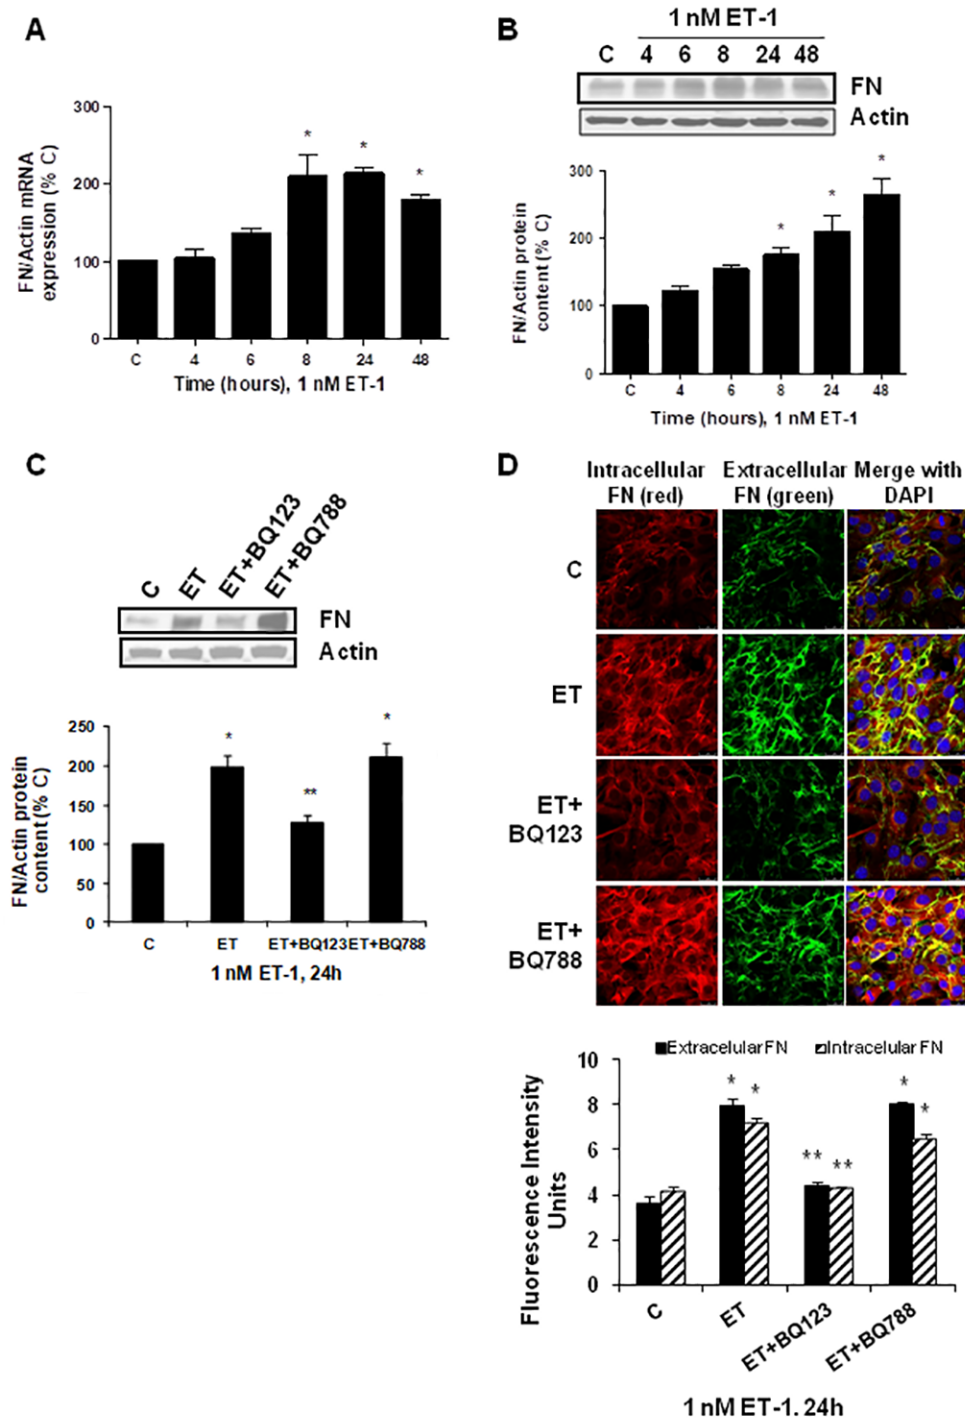 A
300
200
100
0
FN/Actin mRNA
expression (% C)
C 4 6 8 24 48
* * *
Time (hours), 1 nM ET-1
B
1 nM ET-1
C 4 6 8 24 48
FN
Actin
300
200
100
0
FN/Actin protein
content (% C)
* * *
C 4 6 8 24 48
Time (hours), 1 nM ET-1
C
C ET ET+BQ123 ET+BQ788
FN
Actin
250
200
150
100
50
0
FN/Actin protein
content (% C)
* ** *
C ET ET+BQ123 ET+BQ788
1 nM ET-1, 24h
D
Intracellular
FN (red)
Extracellular
FN (green)
Merge with
DAPI
C
ET
ET+
BQ123
ET+
BQ788
ExtracelularFN IntracelularFN
10
8
6
4
2
0
Fluorescence Intensity
Units
* * ** ** * *
C ET ET+BQ123 ET+BQ788
1 nM ET-1. 24h